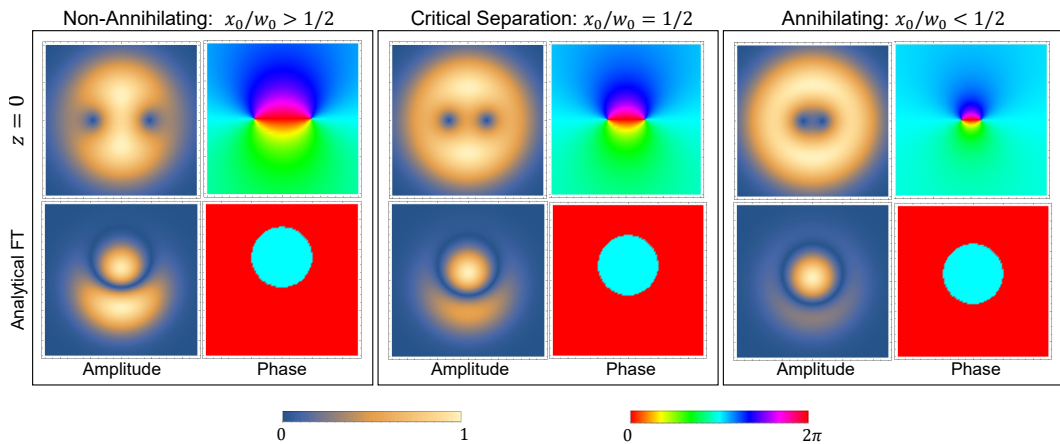 Non-Annihilating: x₀/w₀ > 1/2
Critical Separation: x₀/w₀ = 1/2
Annihilating: x₀/w₀ < 1/2
z = 0
Analytical FT
Amplitude
Phase
Amplitude
Phase
Amplitude
Phase
0
1
0
2π